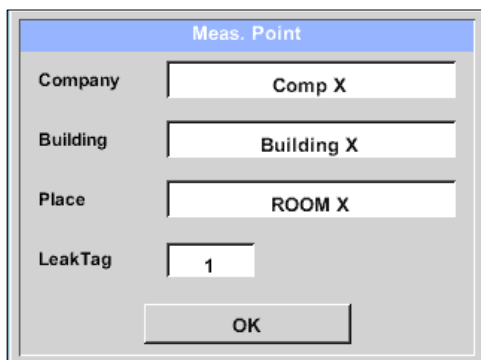 Meas. Point
Company Comp X
Building Building X
Place ROOM X
LeakTag 1
OK